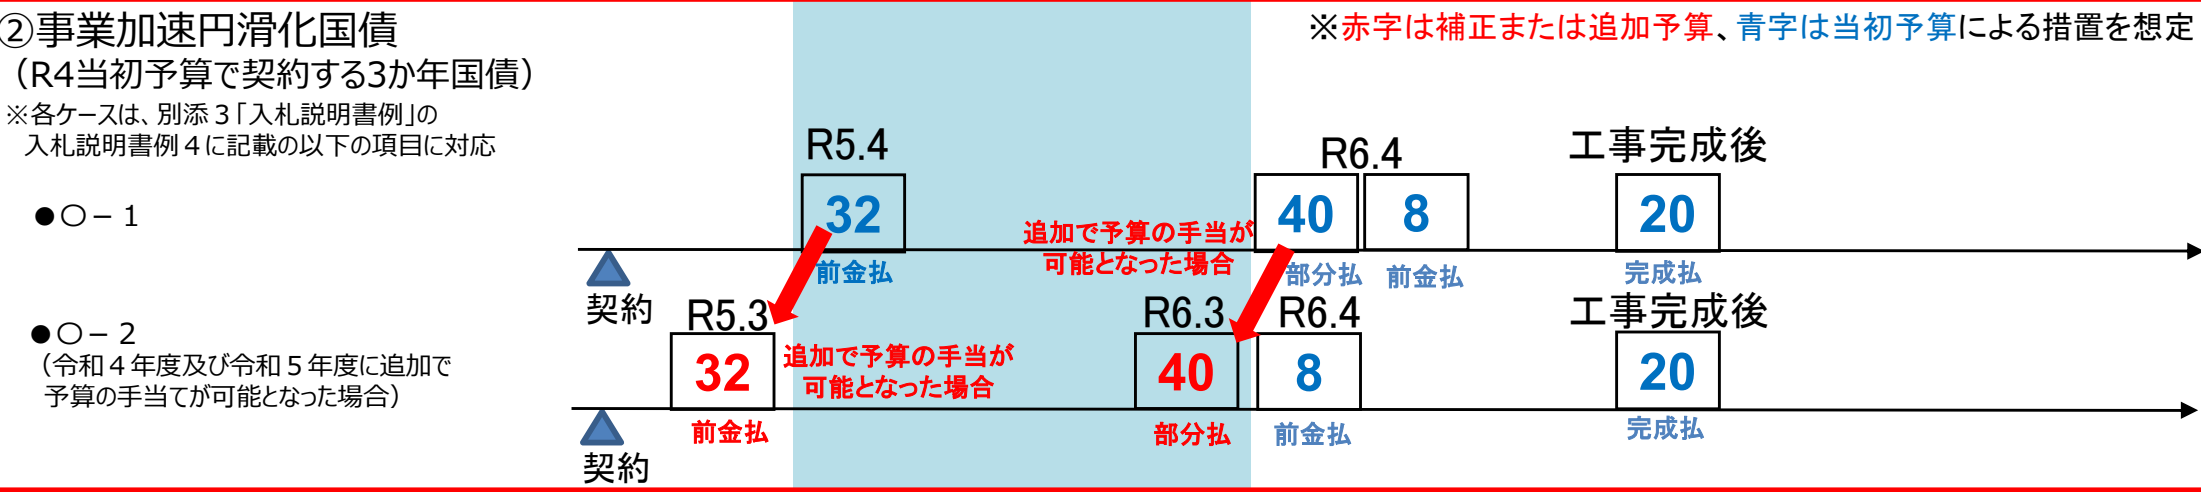 ②事業加速円滑化国債
（R4当初予算で契約する3か年国債）
※各ケースは、別添３「入札説明書例」の
入札説明書例４に記載の以下の項目に対応
※赤字は補正または追加予算、青字は当初予算による措置を想定
●〇－１
R5.4
32
前金払
契約
追加で予算の手当が
可能となった場合
R6.4
40
部分払
8
前金払
工事完成後
20
完成払
●〇－２
（令和４年度及び令和５年度に追加で
予算の手当てが可能となった場合）
契約
R5.3
32
前金払
追加で予算の手当が
可能となった場合
R6.3
40
部分払
R6.4
8
前金払
工事完成後
20
完成払